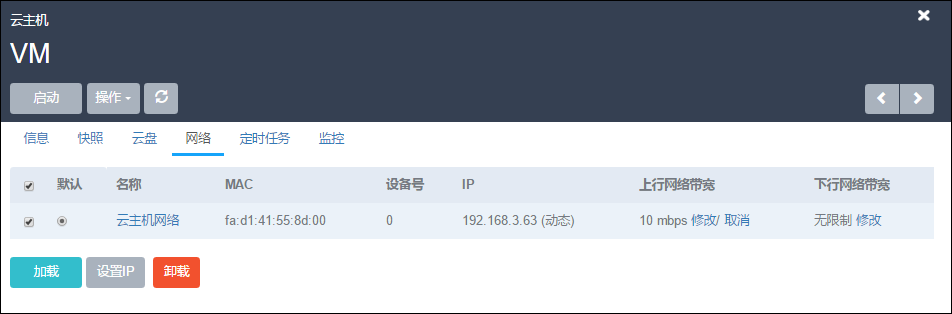 云主机
VM
启动 操作
信息 快照 云盘 网络 定时任务 监控
默认 名称 MAC 设备号 IP 上行网络带宽 下行网络带宽
云主机网络 fa:d1:41:55:8d:00 0 192.168.3.63 (动态) 10 mbps 修改/ 取消 无限制 修改
加载 设置IP 卸载